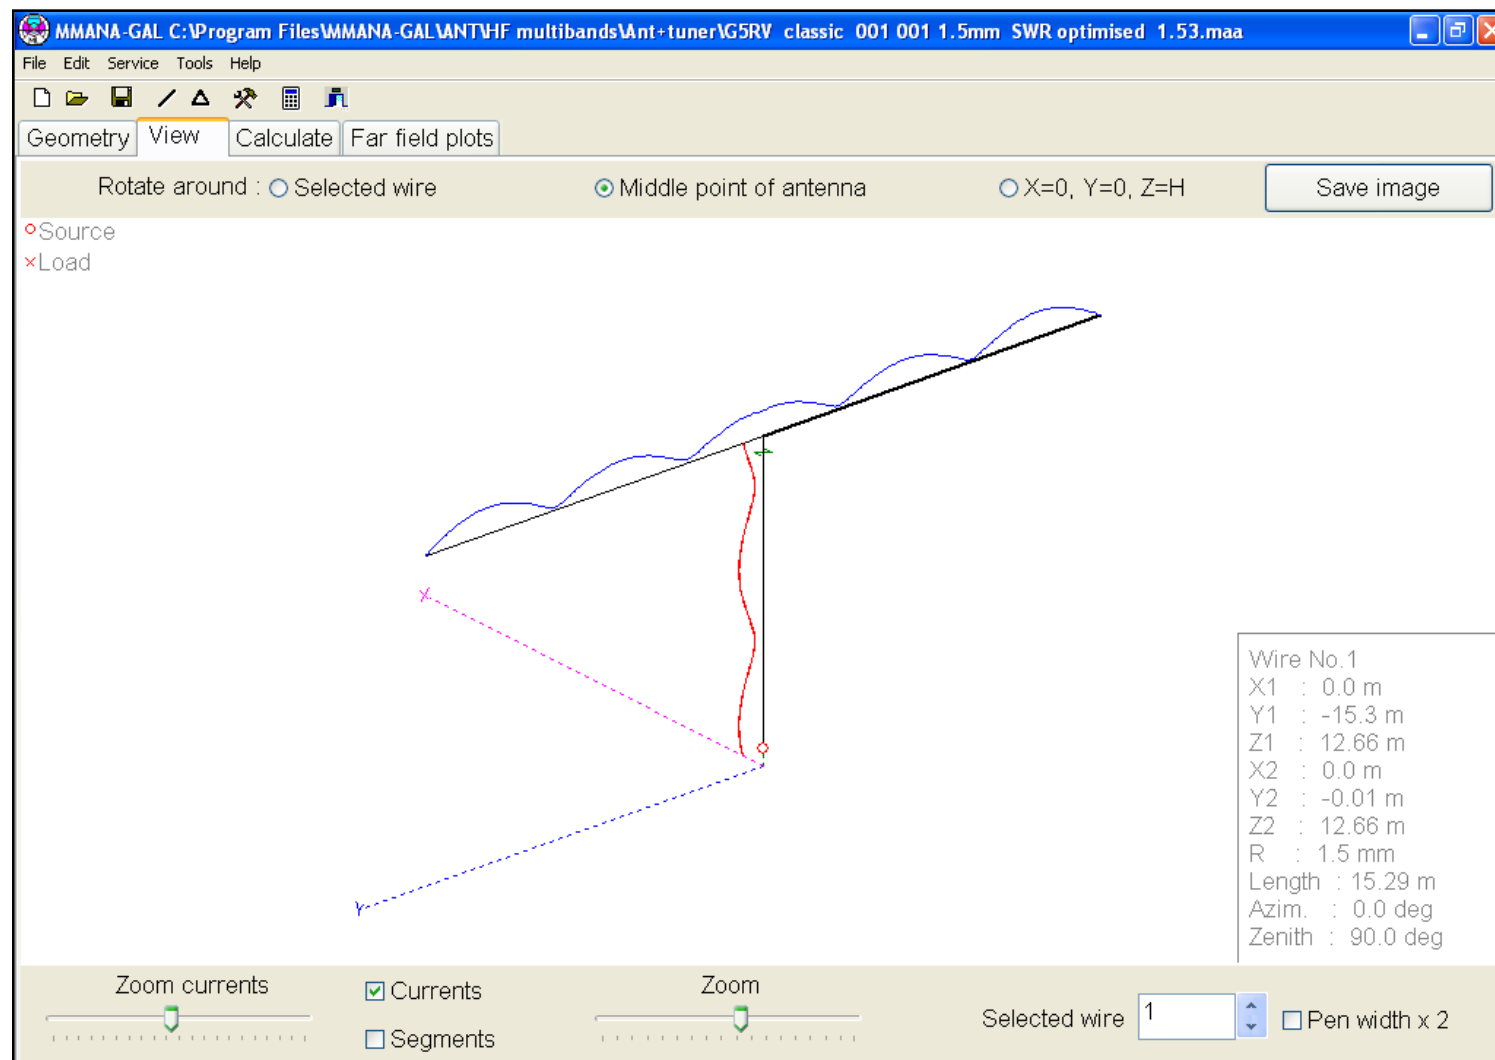 MMANA-GAL C:\Program Files\MMANA-GAL\ANT\HF multibands\Ant+tuner\G5RV classic 001 001 1.5mm SWR optimised 1.53.maa
File Edit Service Tools Help
Geometry View Calculate Far field plots
Rotate around : Selected wire Middle point of antenna X=0, Y=0, Z=H Save image
Source
Load
X
Y
Wire No.1
X1 : 0.0 m
Y1 : -15.3 m
Z1 : 12.66 m
X2 : 0.0 m
Y2 : -0.01 m
Z2 : 12.66 m
R : 1.5 mm
Length : 15.29 m
Azim. : 0.0 deg
Zenith : 90.0 deg
Zoom currents Currents Zoom
Segments Selected wire 1 Pen width x 2